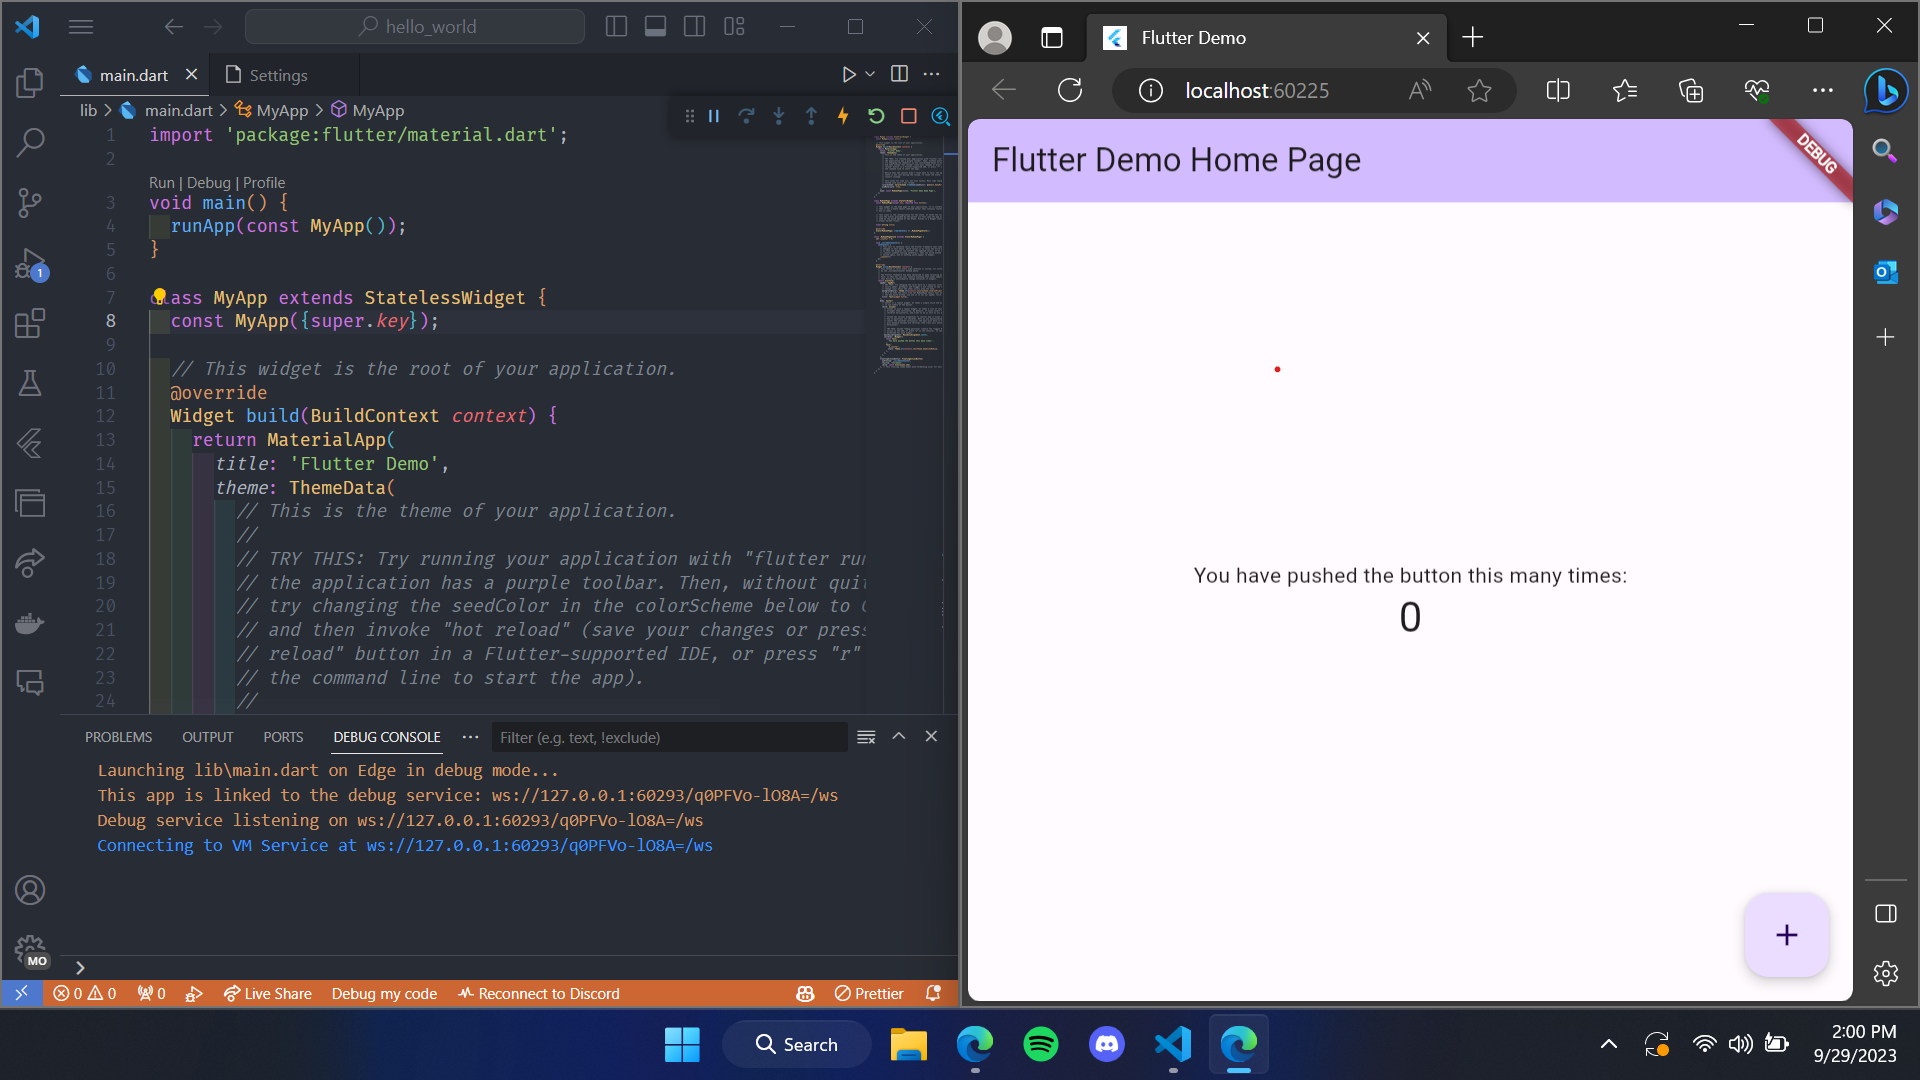 hello_world
main.dart
Settings
lib > main.dart > MyApp > MyApp
1 import 'package:flutter/material.dart';
2
Run | Debug | Profile
3 void main() {
4 runApp(const MyApp());
5 }
6
7 class MyApp extends StatelessWidget {
8 const MyApp({super.key});
9
10 // This widget is the root of your application.
11 @override
12 Widget build(BuildContext context) {
13 return MaterialApp(
14 title: 'Flutter Demo',
15 theme: ThemeData(
16 // This is the theme of your application.
17 //
18 // TRY THIS: Try running your application with "flutter run
19 // the application has a purple toolbar. Then, without quit
20 // try changing the seedColor in the colorScheme below to
21 // and then invoke "hot reload" (save your changes or press
22 // reload" button in a Flutter-supported IDE, or press "r"
23 // the command line to start the app).
24 //
PROBLEMS OUTPUT PORTS DEBUG CONSOLE ··· Filter (e.g. text, !exclude)
Launching lib\main.dart on Edge in debug mode...
This app is linked to the debug service: ws://127.0.0.1:60293/q0PFVo-lO8A=/ws
Debug service listening on ws://127.0.0.1:60293/q0PFVo-lO8A=/ws
Connecting to VM Service at ws://127.0.0.1:60293/q0PFVo-lO8A=/ws
1
MO
0 0 0 Live Share Debug my code Reconnect to Discord Prettier
Flutter Demo
localhost:60225
Flutter Demo Home Page
DEBUG
You have pushed the button this many times:
0
+
Search
2:00 PM
9/29/2023